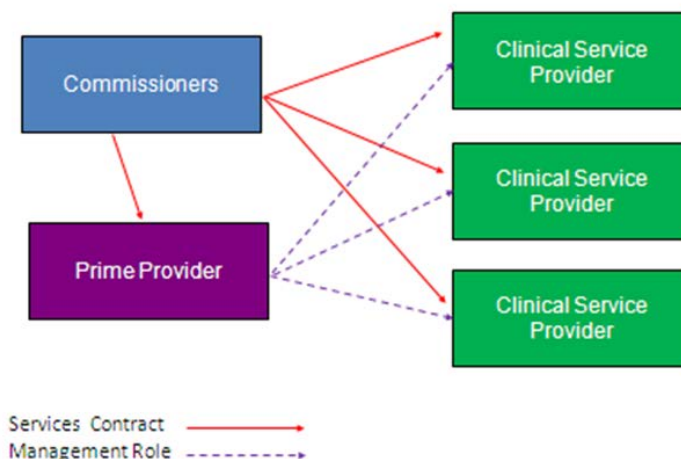 Commissioners
Clinical Service
Provider
Clinical Service
Provider
Prime Provider
Clinical Service
Provider
Services Contract
Management Role